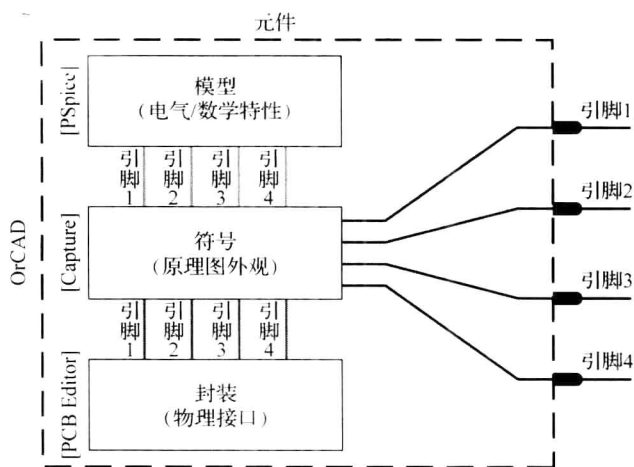 元件
OrCAD
[PSpice]
模型
(电气/数学特性)
引脚1
引脚2
引脚3
引脚4
[Capture]
符号
(原理图外观)
引脚1
引脚2
引脚3
引脚4
[PCB Editor]
封装
(物理接口)
引脚1
引脚2
引脚3
引脚4